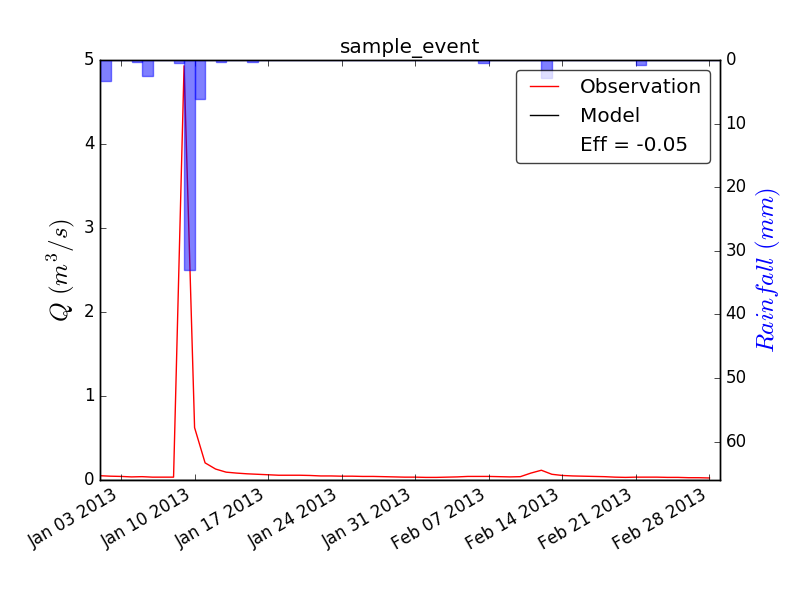 sample_event
5
4
3
2
1
0
Q (m^3/s)
Observation
Model
Eff = -0.05
0
10
20
30
40
50
60
Rainfall (mm)
Jan 03 2013
Jan 10 2013
Jan 17 2013
Jan 24 2013
Jan 31 2013
Feb 07 2013
Feb 14 2013
Feb 21 2013
Feb 28 2013